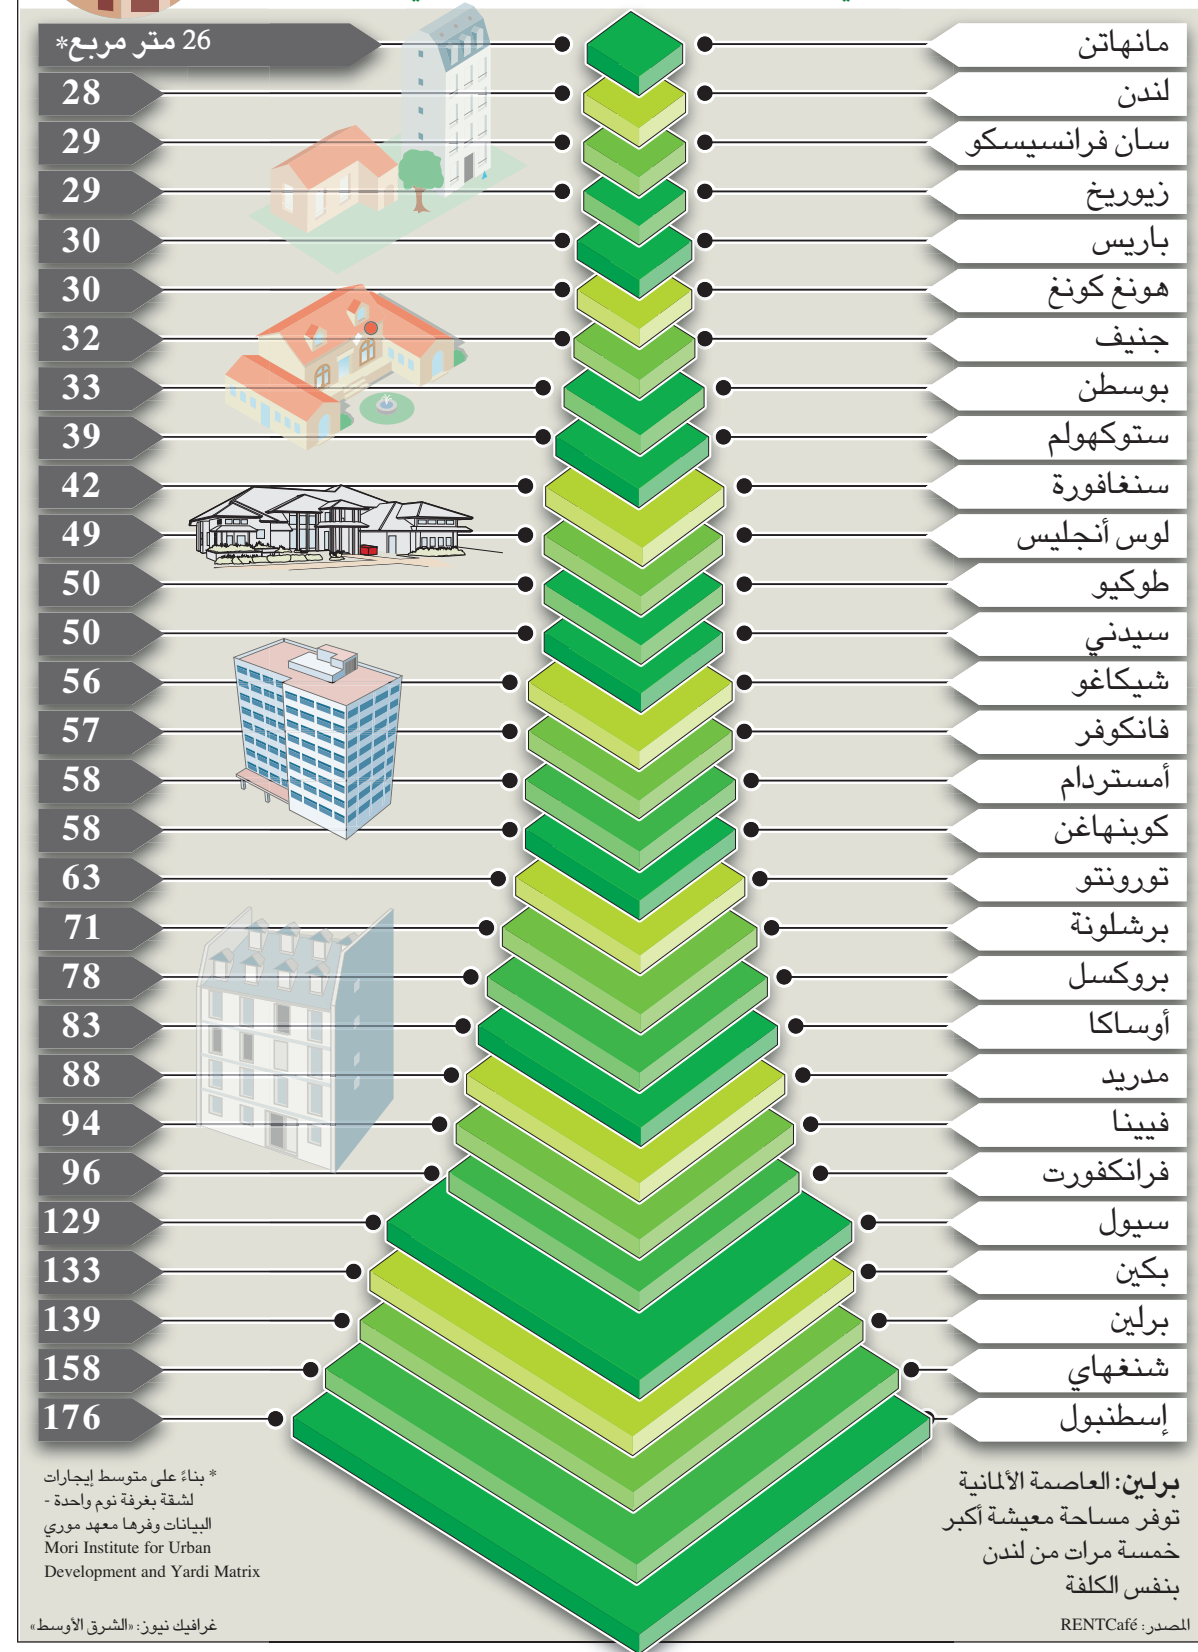 مانهاتن 26 متر مربع*
لندن 28
سان فرانسيسكو 29
زيوريخ 29
باريس 30
هونغ كونغ 30
جنيف 32
بوسطن 33
ستوكهولم 39
سنغافورة 42
لوس أنجليس 49
طوكيو 50
سيدني 50
شيكاغو 56
فانكوفر 57
أمستردام 58
كوبنهاغن 58
تورونتو 63
برشلونة 71
بروكسل 78
أوساكا 83
مدريد 88
فيينا 94
فرانكفورت 96
سيول 129
بكين 133
برلين 139
شنغهاي 158
إسطنبول 176
برلين: العاصمة الألمانية
توفر مساحة معيشة أكبر
خمسة مرات من لندن
بنفس الكلفة
* بناءً على متوسط إيجارات
لشقة بغرفة نوم واحدة -
البيانات وفرها معهد موري
Mori Institute for Urban
Development and Yardi Matrix
المصدر: RENTCafé
غرافيك نيوز: «الشرق الأوسط»